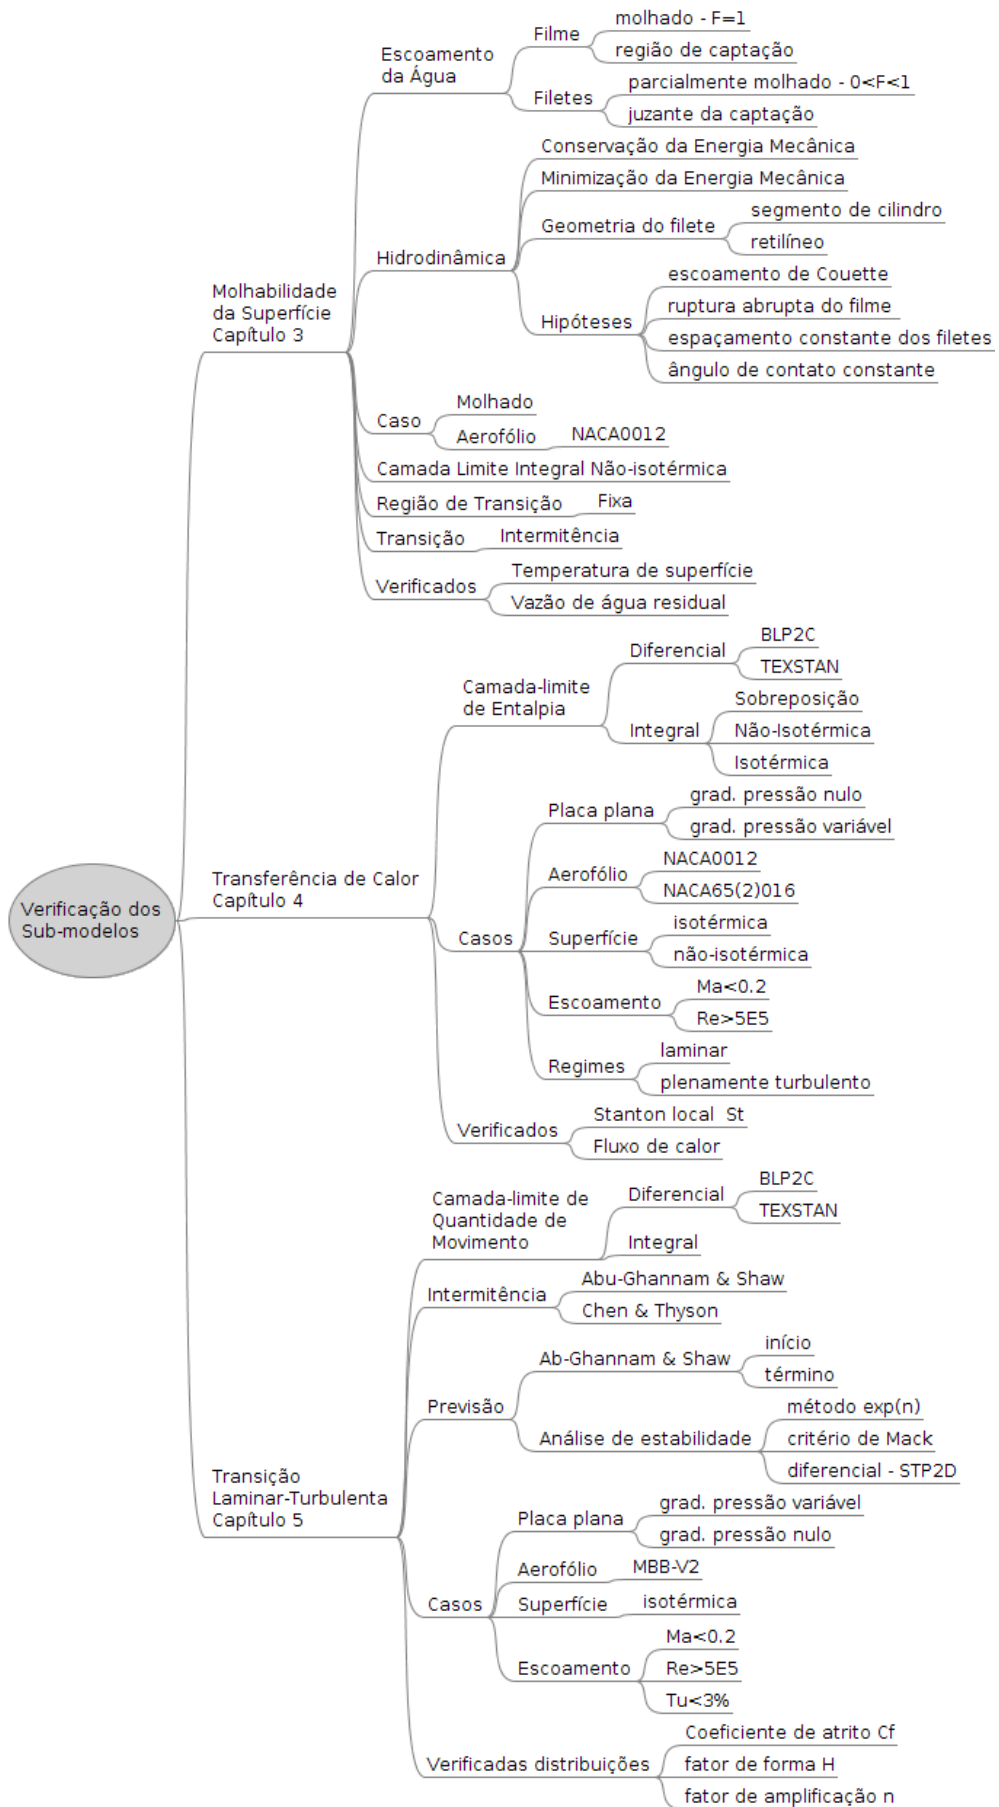 Verificação dos
Sub-modelos
Molhabilidade
da Superfície
Capítulo 3
Escoamento
da Água
Filme
molhado - F=1
região de captação
Filetes
parcialmente molhado - 0<F<1
juzante da captação
Hidrodinâmica
Conservação da Energia Mecânica
Minimização da Energia Mecânica
Geometria do filete
segmento de cilindro
retilíneo
Hipóteses
escoamento de Couette
ruptura abrupta do filme
espaçamento constante dos filetes
ângulo de contato constante
Caso
Molhado
Aerofólio
NACA0012
Camada Limite Integral Não-isotérmica
Região de Transição
Fixa
Transição
Intermitência
Verificados
Temperatura de superfície
Vazão de água residual
Transferência de Calor
Capítulo 4
Camada-limite
de Entalpia
Diferencial
BLP2C
TEXSTAN
Integral
Sobreposição
Não-Isotérmica
Isotérmica
Casos
Placa plana
grad. pressão nulo
grad. pressão variável
Aerofólio
NACA0012
NACA65(2)016
Superfície
isotérmica
não-isotérmica
Escoamento
Ma<0.2
Re>5E5
Regimes
laminar
plenamente turbulento
Verificados
Stanton local  St
Fluxo de calor
Transição
Laminar-Turbulenta
Capítulo 5
Camada-limite de
Quantidade de
Movimento
Diferencial
BLP2C
TEXSTAN
Integral
Intermitência
Abu-Ghannam & Shaw
Chen & Thyson
Previsão
Ab-Ghannam & Shaw
início
término
Análise de estabilidade
método exp(n)
critério de Mack
diferencial - STP2D
Casos
Placa plana
grad. pressão variável
grad. pressão nulo
Aerofólio
MBB-V2
Superfície
isotérmica
Escoamento
Ma<0.2
Re>5E5
Tu<3%
Verificadas distribuições
Coeficiente de atrito Cf
fator de forma H
fator de amplificação n